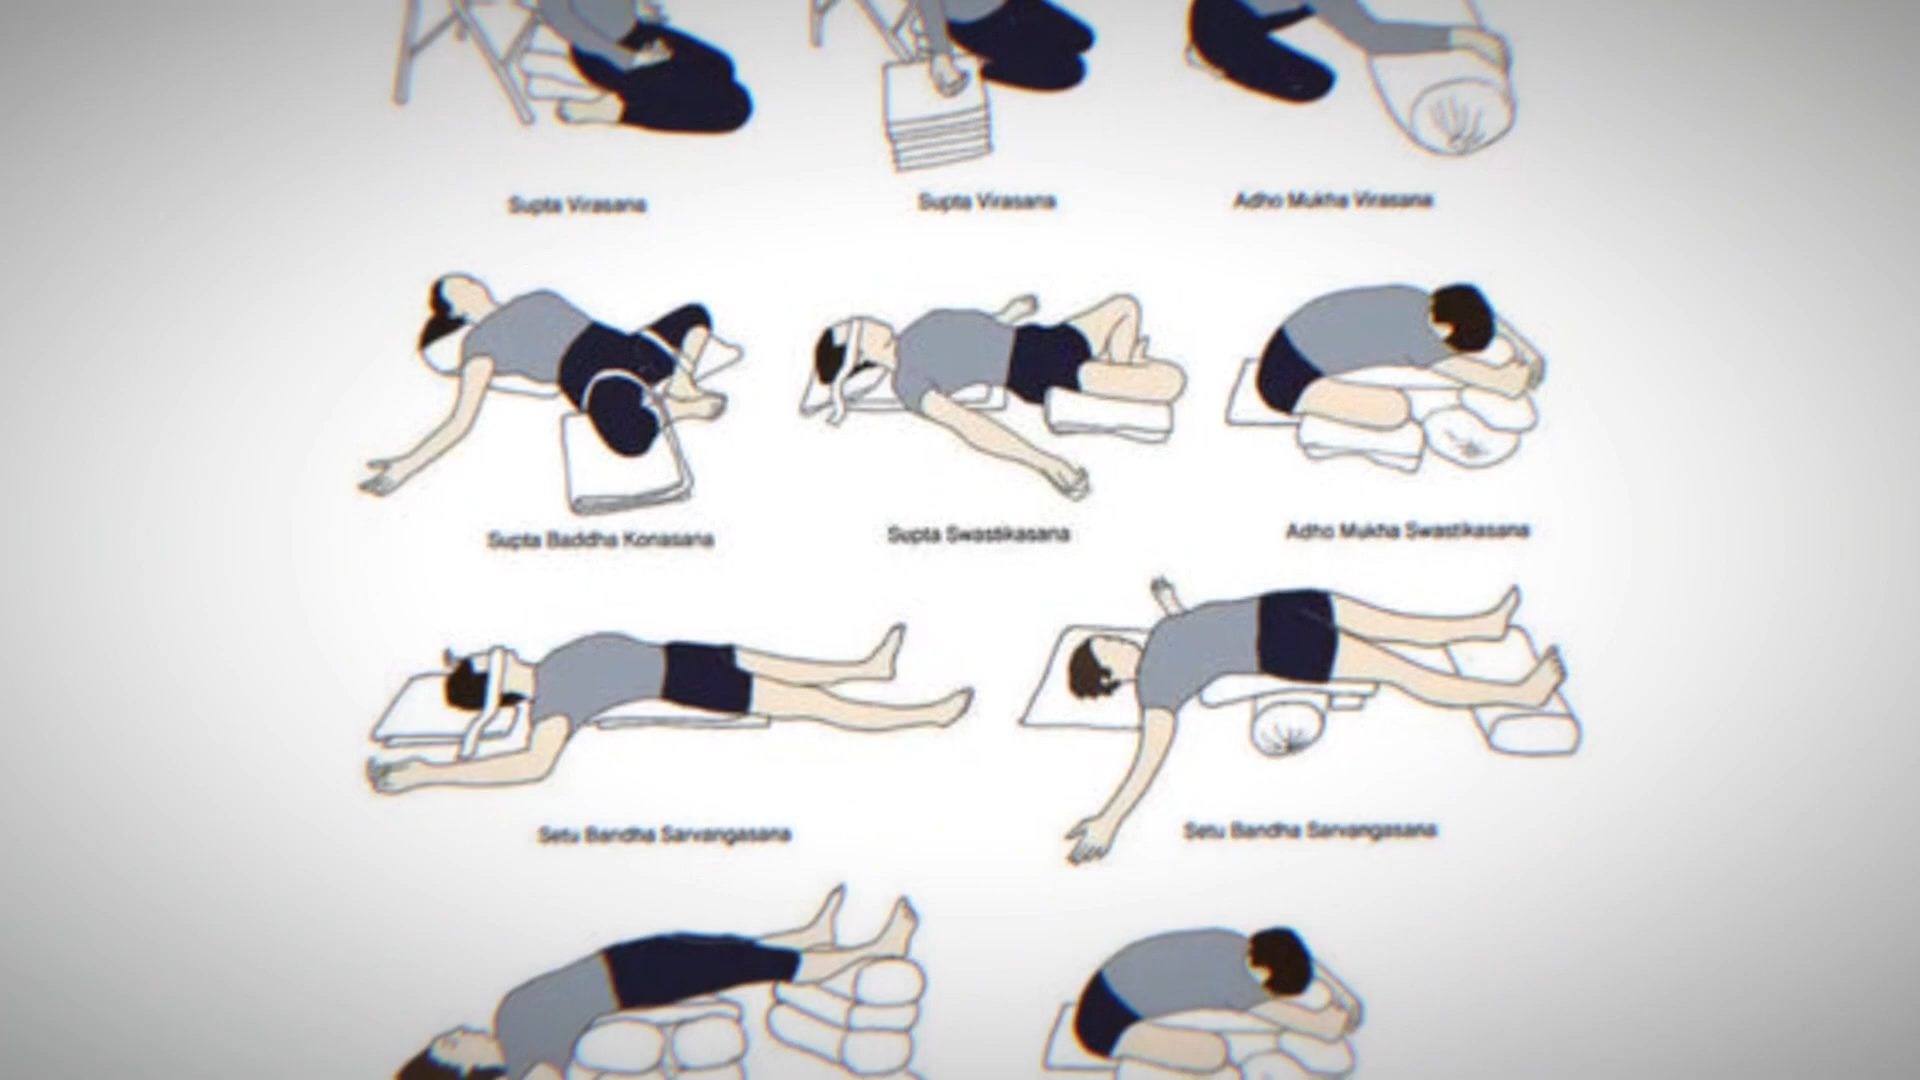 Supta Virasana
Supta Virasana
Adho Mukha Virasana
Supta Baddha Konasana
Supta Swastikasana
Adho Mukha Swastikasana
Setu Bandha Sarvangasana
Setu Bandha Sarvangasana